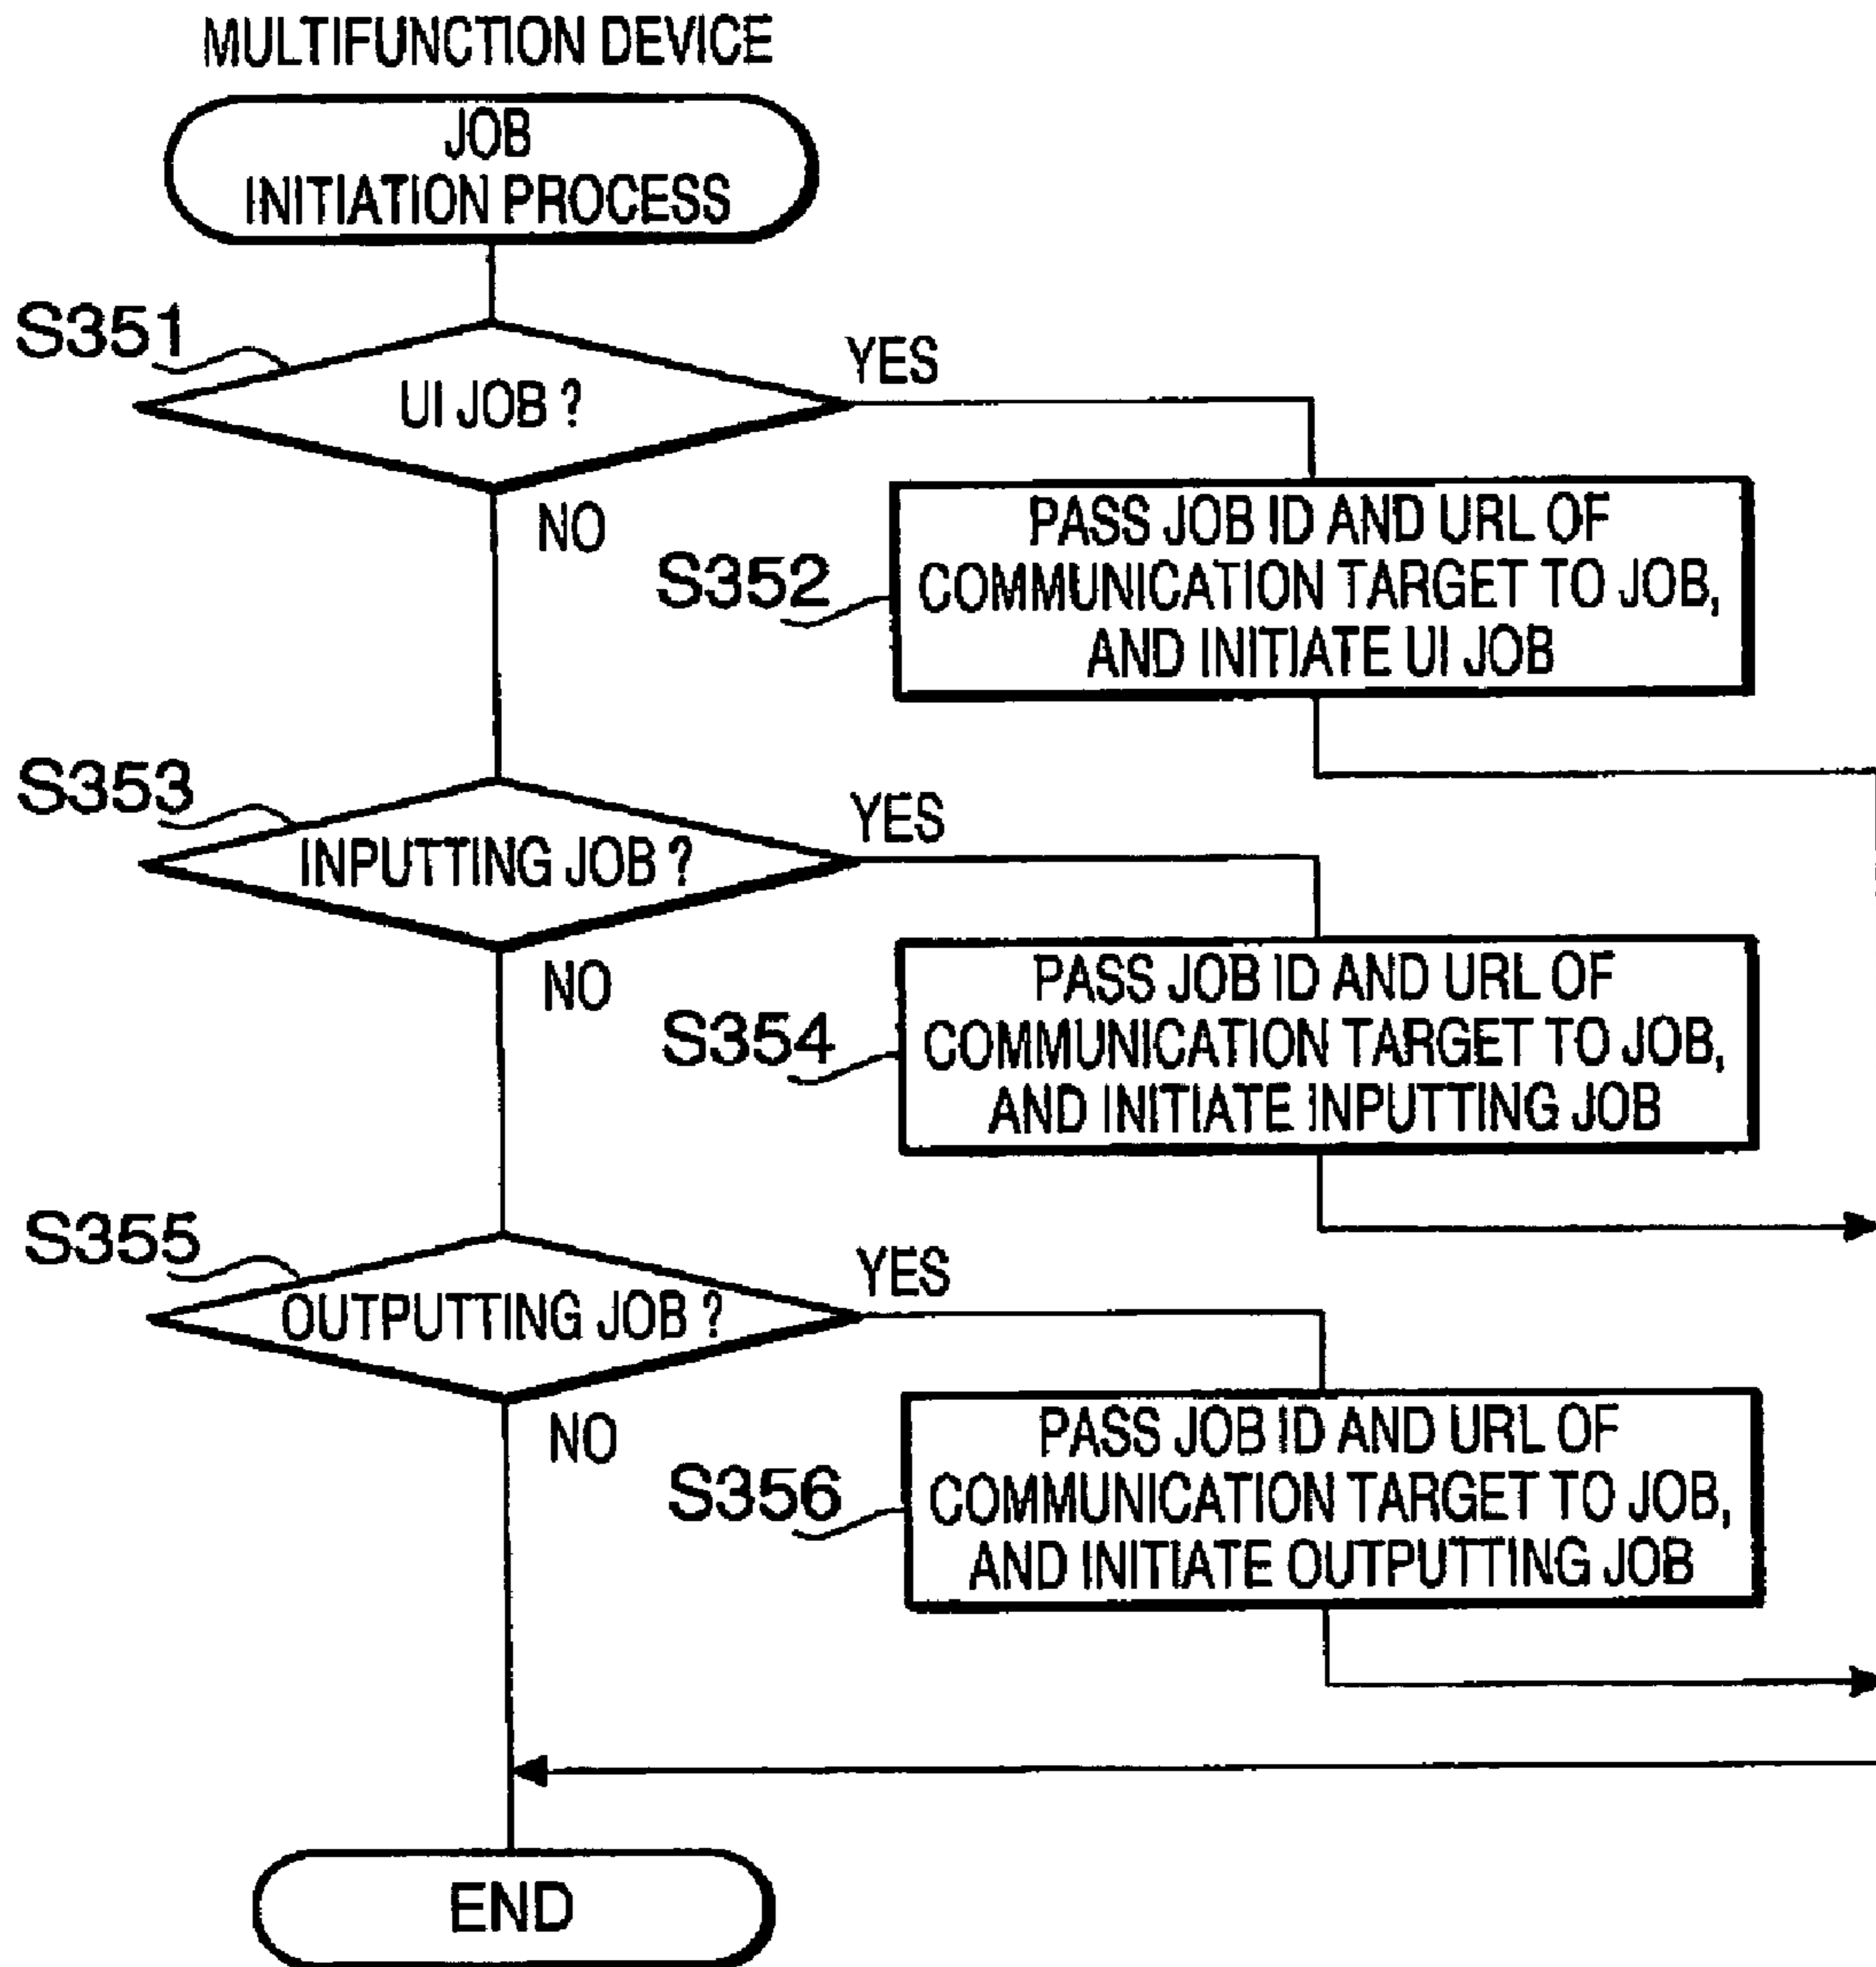 MULTIFUNCTION DEVICE
JOB
INITIATION PROCESS
S351
UI JOB ?
YES
NO
S352
PASS JOB ID AND URL OF
COMMUNICATION TARGET TO JOB,
AND INITIATE UI JOB
S353
INPUTTING JOB ?
YES
NO
S354
PASS JOB ID AND URL OF
COMMUNICATION TARGET TO JOB,
AND INITIATE INPUTTING JOB
S355
OUTPUTTING JOB ?
YES
NO
S356
PASS JOB ID AND URL OF
COMMUNICATION TARGET TO JOB,
AND INITIATE OUTPUTTING JOB
END